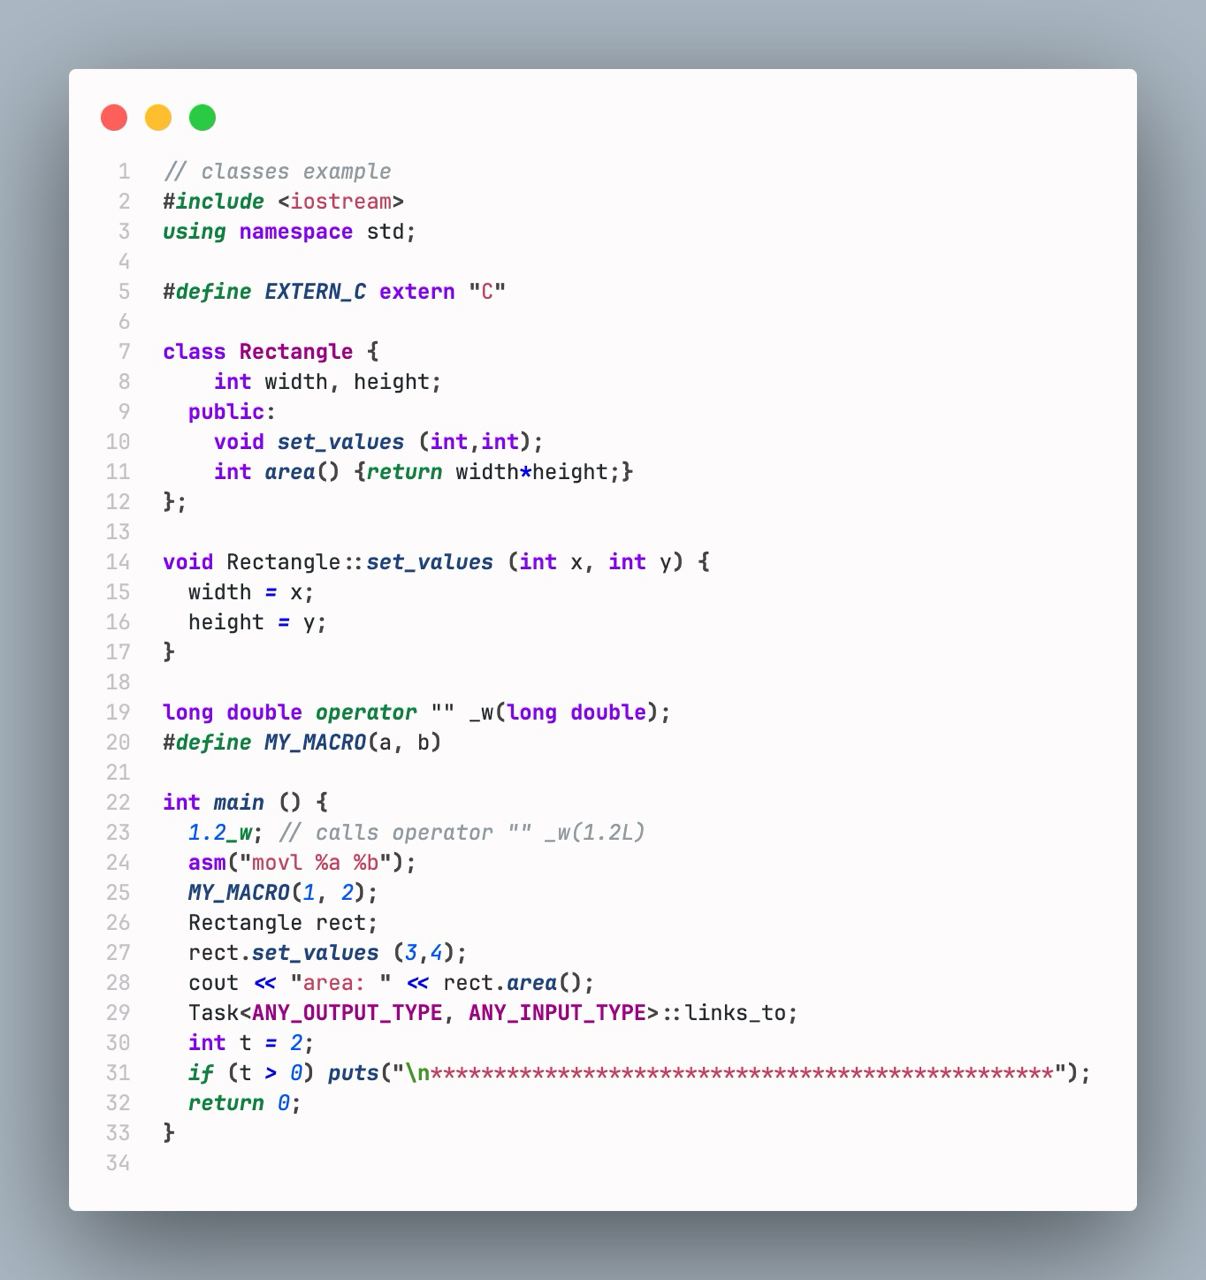 1 // classes example
2 #include <iostream>
3 using namespace std;
4
5 #define EXTERN_C extern "C"
6
7 class Rectangle {
8     int width, height;
9   public:
10     void set_values (int,int);
11     int area() {return width*height;}
12 };
13
14 void Rectangle::set_values (int x, int y) {
15   width = x;
16   height = y;
17 }
18
19 long double operator "" _w(long double);
20 #define MY_MACRO(a, b)
21
22 int main () {
23   1.2_w; // calls operator "" _w(1.2L)
24   asm("movl %a %b");
25   MY_MACRO(1, 2);
26   Rectangle rect;
27   rect.set_values (3,4);
28   cout << "area: " << rect.area();
29   Task<ANY_OUTPUT_TYPE, ANY_INPUT_TYPE>::links_to;
30   int t = 2;
31   if (t > 0) puts("\n*************************************************");
32   return 0;
33 }
34